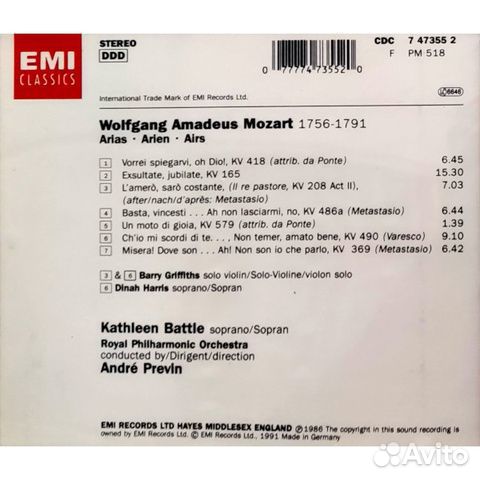 EMI
CLASSICS
STEREO
DDD
0 77774 73552 0
CDC 7 47355 2
F PM 518
6646
International Trade Mark of EMI Records Ltd.
Wolfgang Amadeus Mozart 1756-1791
Arias · Arien · Airs
1 Vorrei spiegarvi, oh Dio!, KV 418 (attrib. da Ponte) 6.45
2 Exsultate, jubilate, KV 165 15.30
3 L'amerò, sarò costante, (Il re pastore, KV 208 Act II), 7.03
(after/nach/d'après: Metastasio)
4 Basta, vincesti . . . Ah non lasciarmi, no, KV 486a (Metastasio) 6.44
5 Un moto di gioia, KV 579 (attrib. da Ponte) 1.39
6 Ch'io mi scordi di te. . . Non temer, amato bene, KV 490 (Varesco) 9.10
7 Misera! Dove son . . . Ah! Non son io che parlo, KV 369 (Metastasio) 6.42
3 & 6 Barry Griffiths solo violin/Solo-Violine/violon solo
6 Dinah Harris soprano/Sopran
Kathleen Battle soprano/Sopran
Royal Philharmonic Orchestra
conducted by/Dirigent/direction
André Previn
EMI RECORDS LTD HAYES MIDDLESEX ENGLAND ℗1986 The copyright in this sound recording is
owned by EMI Records Ltd. © EMI Records Ltd., 1991 Made in Germany
Avito